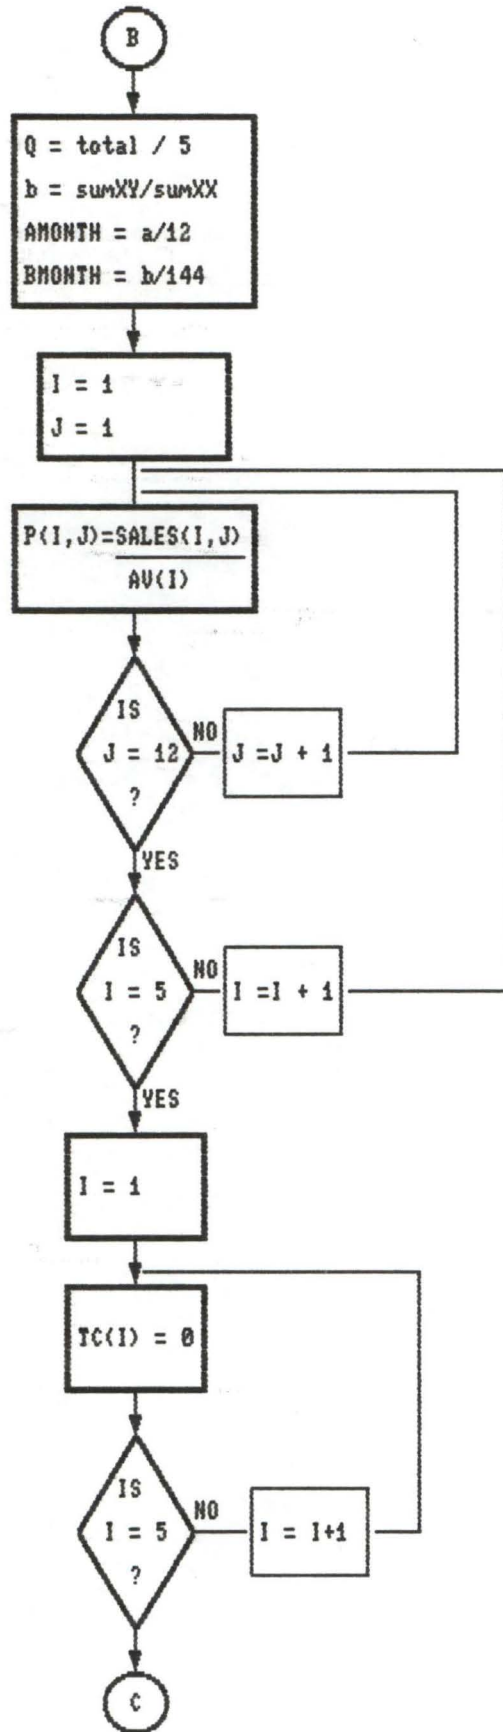 B
Q = total / 5
b = sumXY/sumXX
AMONTH = a/12
BMONTH = b/144
I = 1
J = 1
P(I,J)=SALES(I,J)
AV(I)
IS
J = 12
?
NO
J =J + 1
YES
IS
I = 5
?
NO
I =I + 1
YES
I = 1
TC(I) = 0
IS
I = 5
?
NO
I = I+1
C